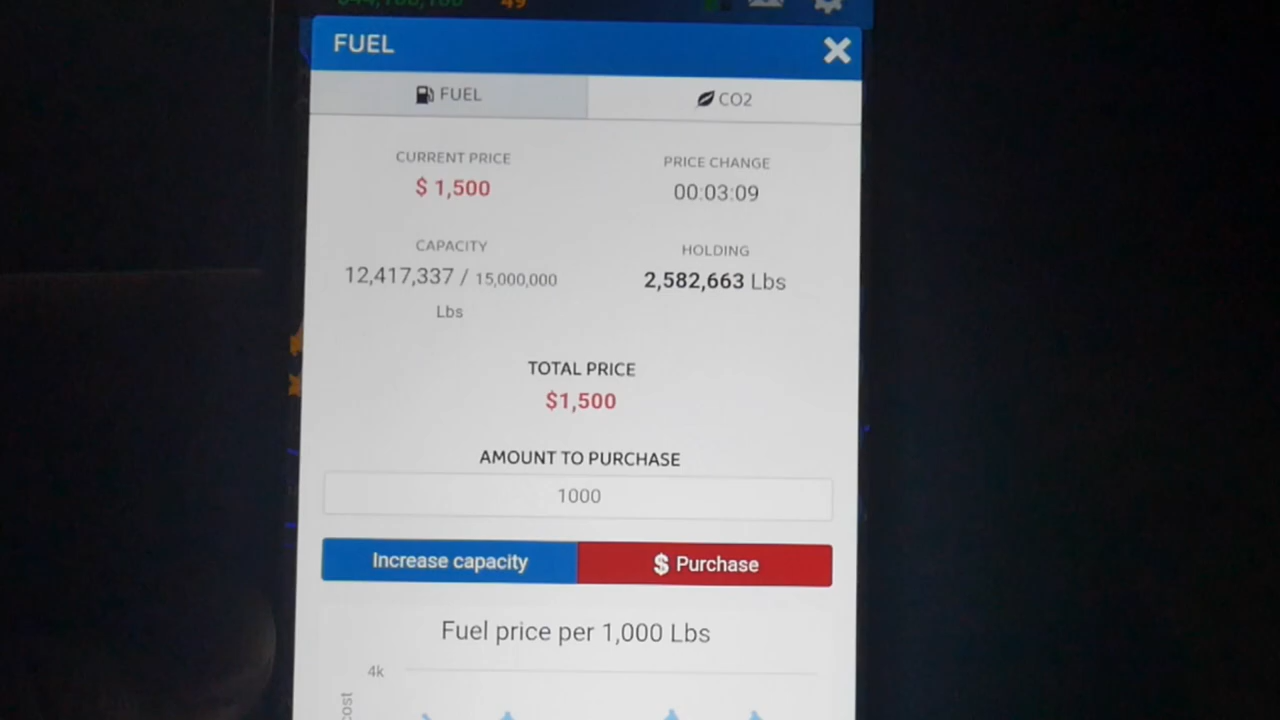 49
FUEL
FUEL
CO2
CURRENT PRICE
PRICE CHANGE
$ 1,500
00:03:09
CAPACITY
HOLDING
12,417,337 / 15,000,000
Lbs
2,582,663 Lbs
TOTAL PRICE
$1,500
AMOUNT TO PURCHASE
1000
Increase capacity
$ Purchase
Fuel price per 1,000 Lbs
4k
cost